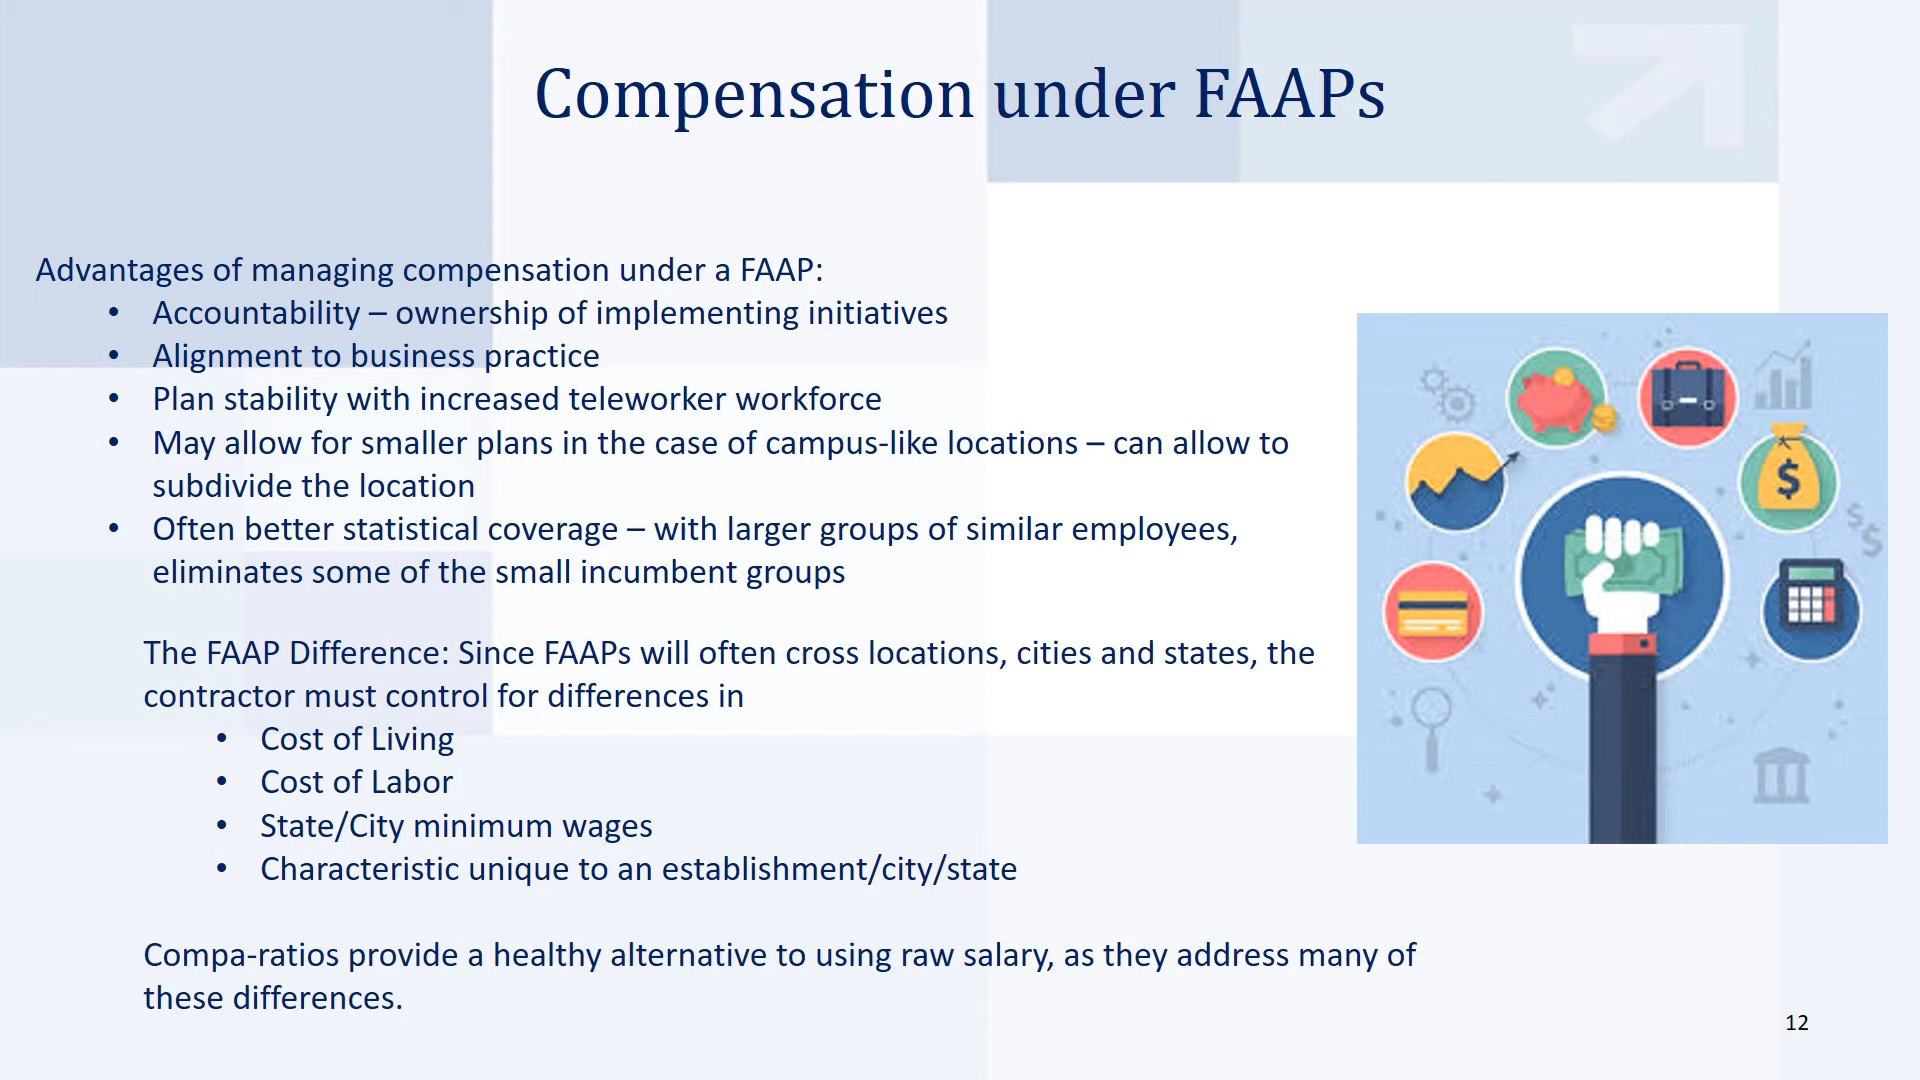 Compensation under FAAPs
Advantages of managing compensation under a FAAP:
• Accountability – ownership of implementing initiatives
• Alignment to business practice
• Plan stability with increased teleworker workforce
• May allow for smaller plans in the case of campus-like locations – can allow to
subdivide the location
• Often better statistical coverage – with larger groups of similar employees,
eliminates some of the small incumbent groups
The FAAP Difference: Since FAAPs will often cross locations, cities and states, the
contractor must control for differences in
• Cost of Living
• Cost of Labor
• State/City minimum wages
• Characteristic unique to an establishment/city/state
Compa-ratios provide a healthy alternative to using raw salary, as they address many of
these differences.
$
$
$
12